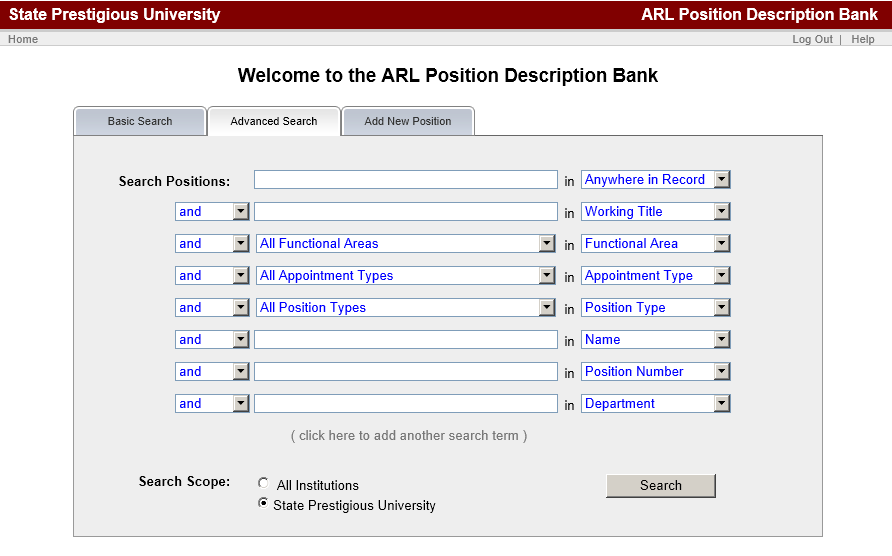 State Prestigious University ARL Position Description Bank
Home Log Out | Help
Welcome to the ARL Position Description Bank
Basic Search Advanced Search Add New Position
Search Positions: in Anywhere in Record
and in Working Title
and All Functional Areas in Functional Area
and All Appointment Types in Appointment Type
and All Position Types in Position Type
and in Name
and in Position Number
and in Department
( click here to add another search term )
Search Scope: All Institutions Search
State Prestigious University